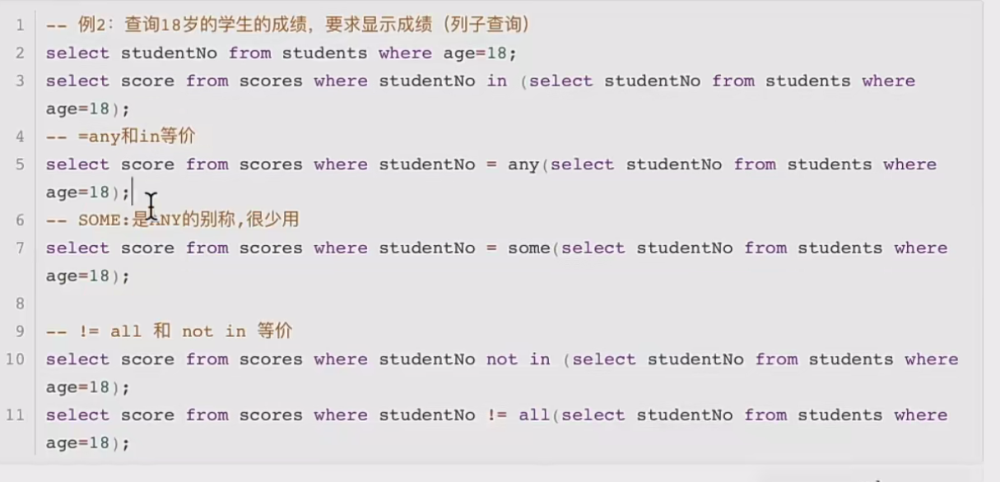 1 -- 例2：查询18岁的学生的成绩，要求显示成绩（列子查询）
2 select studentNo from students where age=18;
3 select score from scores where studentNo in (select studentNo from students where
age=18);
4 -- =any和in等价
5 select score from scores where studentNo = any(select studentNo from students where
age=18);
6 -- SOME:是ANY的别称,很少用
7 select score from scores where studentNo = some(select studentNo from students where
age=18);
8
9 -- != all 和 not in 等价
10 select score from scores where studentNo not in (select studentNo from students where
age=18);
11 select score from scores where studentNo != all(select studentNo from students where
age=18);